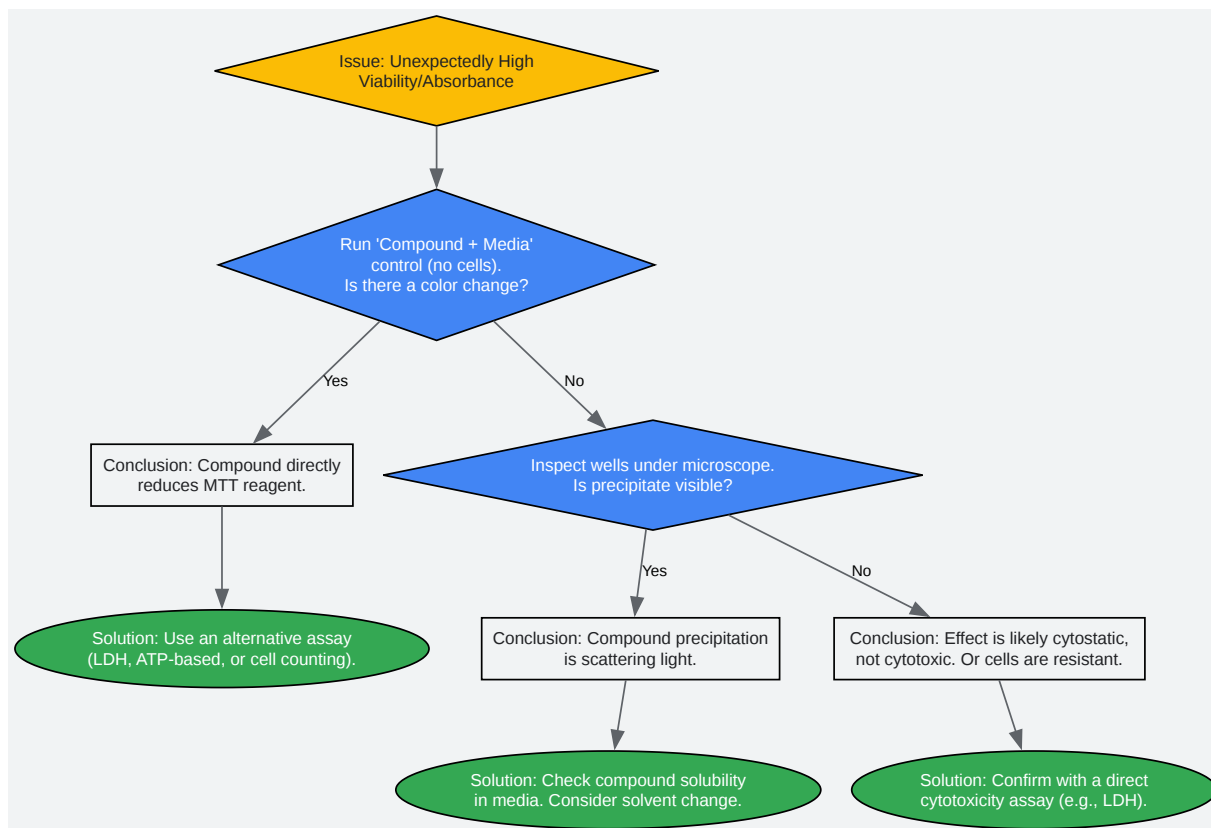 Issue: Unexpectedly High
Viability/Absorbance
Run 'Compound + Media'
control (no cells).
Is there a color change?
Yes
No
Conclusion: Compound directly
reduces MTT reagent.
Inspect wells under microscope.
Is precipitate visible?
Yes
No
Solution: Use an alternative assay
(LDH, ATP-based, or cell counting).
Conclusion: Compound precipitation
is scattering light.
Conclusion: Effect is likely cytostatic,
not cytotoxic. Or cells are resistant.
Solution: Check compound solubility
in media. Consider solvent change.
Solution: Confirm with a direct
cytotoxicity assay (e.g., LDH).